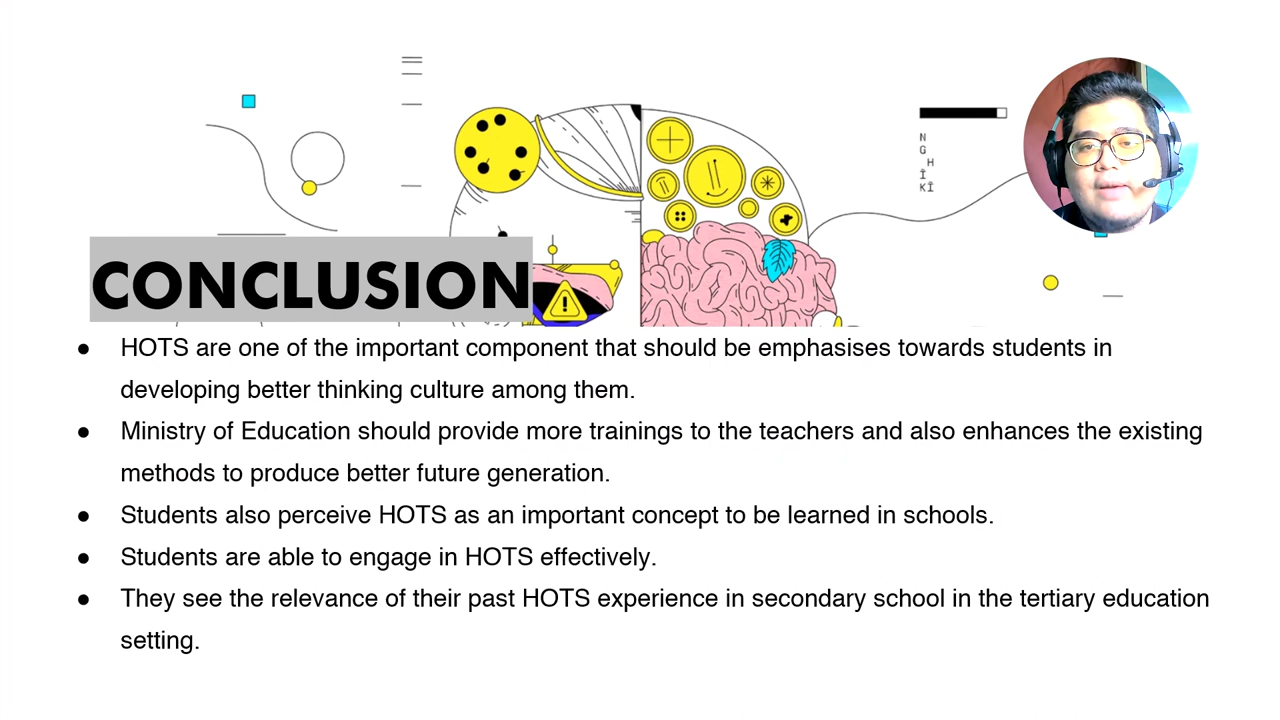 N
G
H
Ī
KĪ
CONCLUSION
● HOTS are one of the important component that should be emphasises towards students in
developing better thinking culture among them.
● Ministry of Education should provide more trainings to the teachers and also enhances the existing
methods to produce better future generation.
● Students also perceive HOTS as an important concept to be learned in schools.
● Students are able to engage in HOTS effectively.
● They see the relevance of their past HOTS experience in secondary school in the tertiary education
setting.